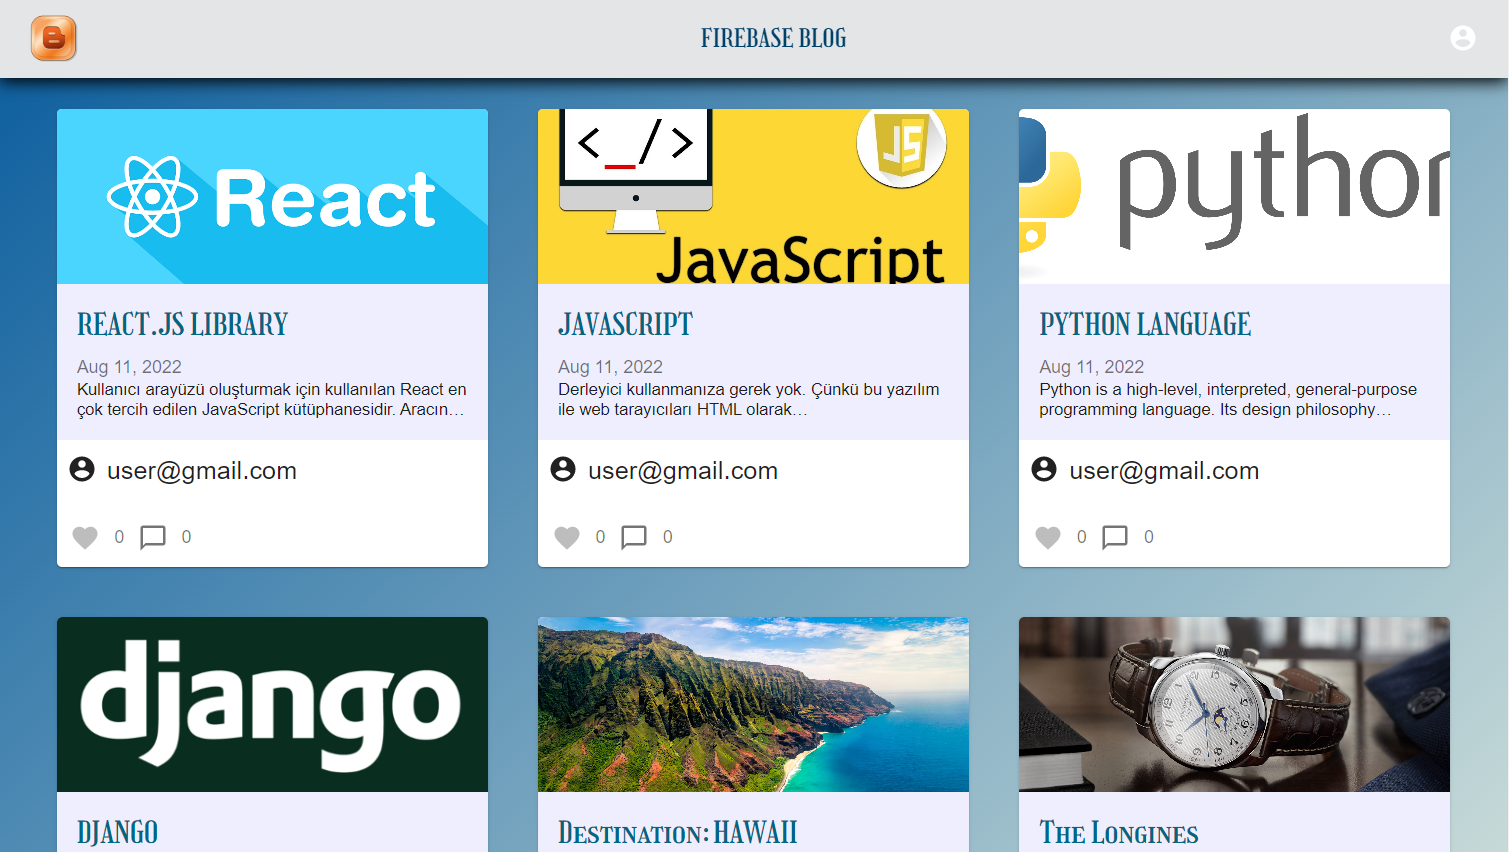 FIREBASE BLOG
React
< _ / >
JS
JavaScript
python
REACT.JS LIBRARY
Aug 11, 2022
Kullanıcı arayüzü oluşturmak için kullanılan React en
çok tercih edilen JavaScript kütüphanesidir. Aracın...
JAVASCRIPT
Aug 11, 2022
Derleyici kullanmanıza gerek yok. Çünkü bu yazılım
ile web tarayıcıları HTML olarak...
PYTHON LANGUAGE
Aug 11, 2022
Python is a high-level, interpreted, general-purpose
programming language. Its design philosophy...
user@gmail.com
0 0
user@gmail.com
0 0
user@gmail.com
0 0
django
DJANGO
Destination: HAWAII
The Longines